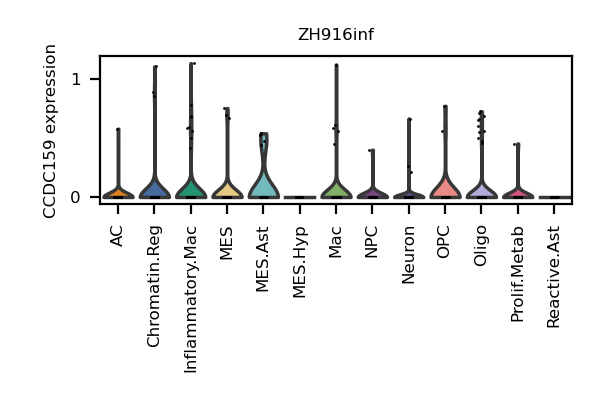 ZH916inf
CCDC159 expression
1
0
AC
Chromatin.Reg
Inflammatory.Mac
MES
MES.Ast
MES.Hyp
Mac
NPC
Neuron
OPC
Oligo
Prolif.Metab
Reactive.Ast